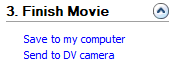 3. Finish Movie
Save to my computer
Send to DV camera